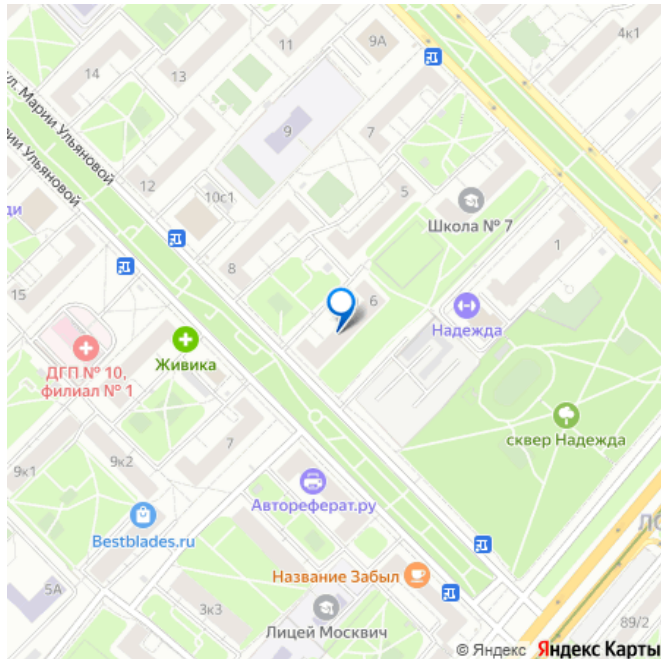 4к1
11
9А
14
13
ул. Марии Ульяновой
9
7
рии Ульяновой
12
10с1
5
Школа № 7
ди
1
8
6
15
Надежда
Живика
ДГП № 10,
филиал № 1
сквер Надежда
7
9к1
9к2
Автореферат.ру
Bestblades.ru
Название Забыл
5А
3к3
Лицей Москвич
89/2
© Яндекс Яндекс Карты